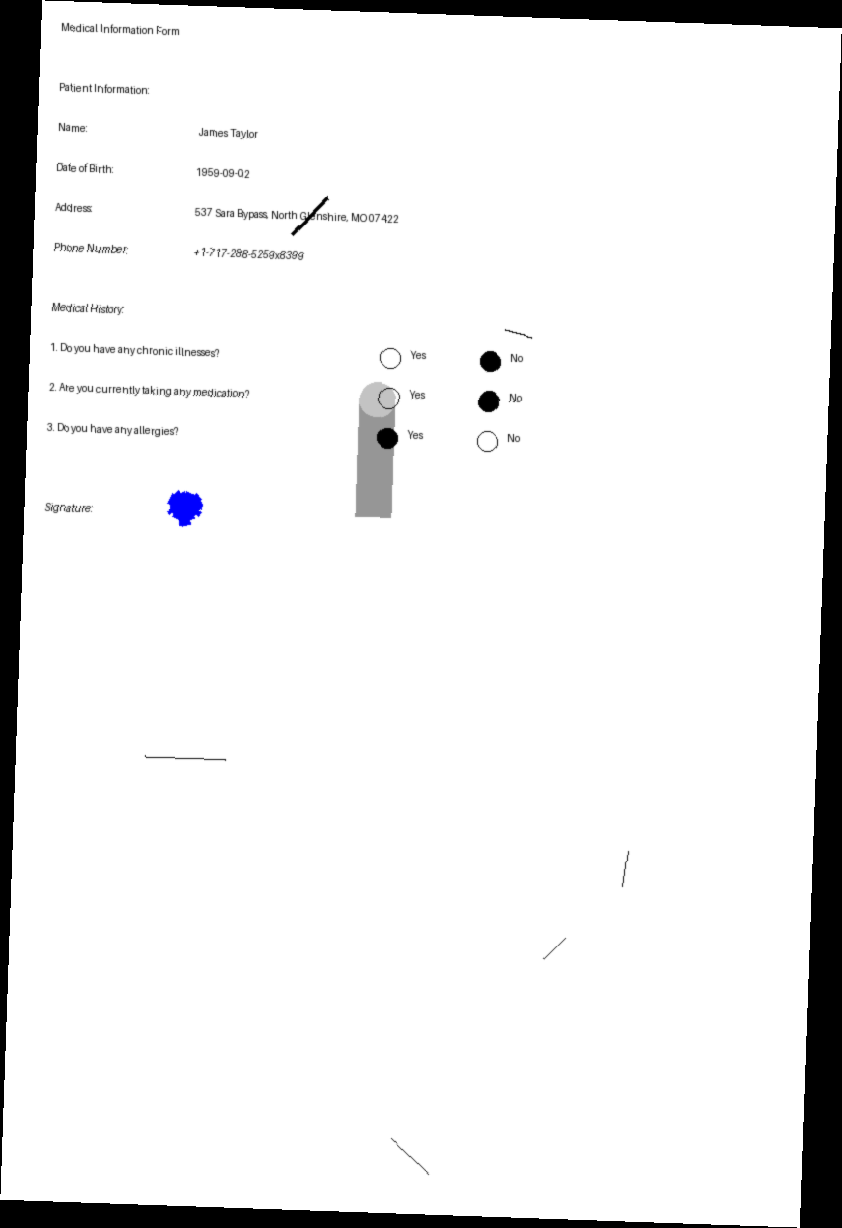 Medical Information Form
Patient Information:
Name: James Taylor
Date of Birth: 1959-09-02
Address: 537 Sara Bypass, North Glenshire, MO 07422
Phone Number: +1-717-288-5259x8399
Medical History:
1. Do you have any chronic illnesses? Yes No
2. Are you currently taking any medication? Yes No
3. Do you have any allergies? Yes No
Signature: